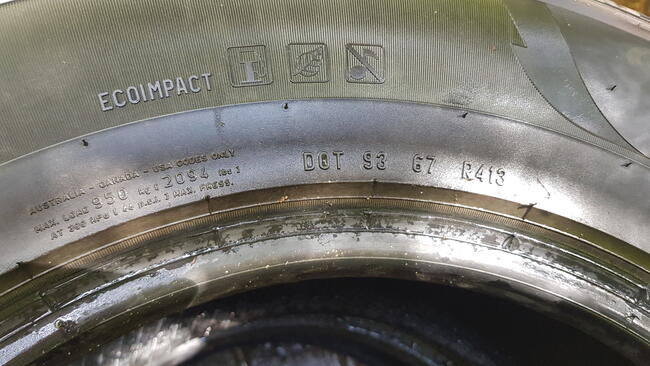 ECOIMPACT
E
AUSTRALIA - CANADA - USA CODES ONLY
MAX. LOAD 950 KG ( 2094 lbs )
AT 300 KPa ( 44 P.S.I. ) MAX. PRESS.
DOT 93 67 R413